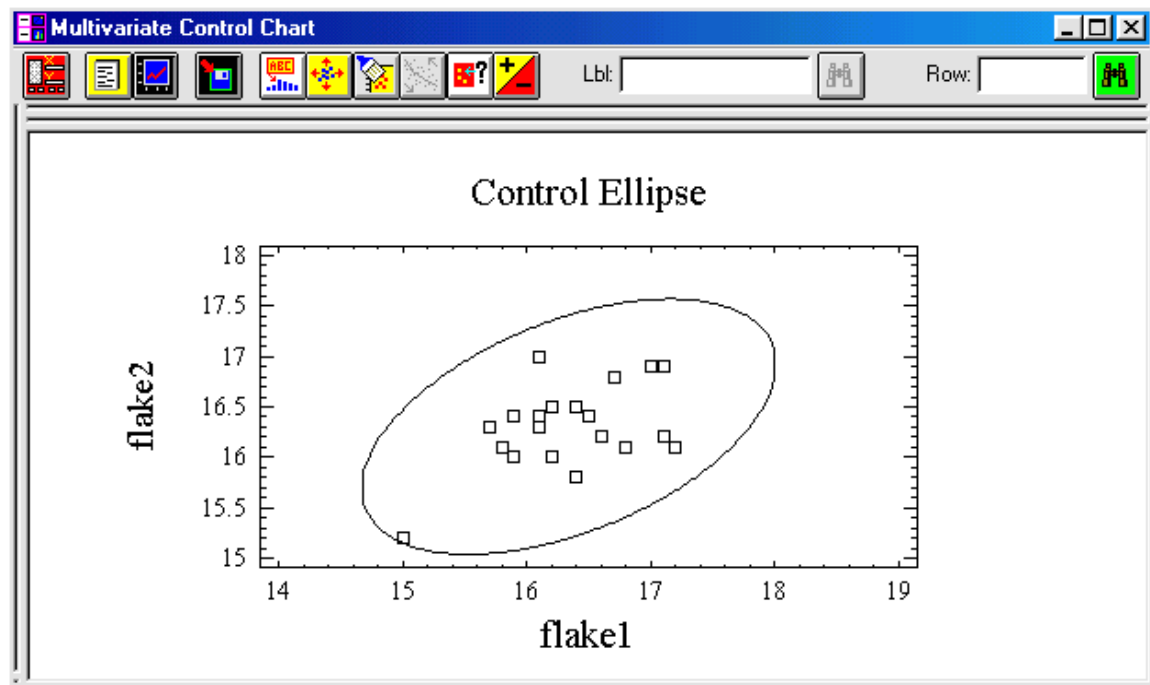 Multivariate Control Chart
ABC ? Lbl: Row:
Control Ellipse
18
17.5
17
16.5
16
15.5
15
flake2
14 15 16 17 18 19
flake1